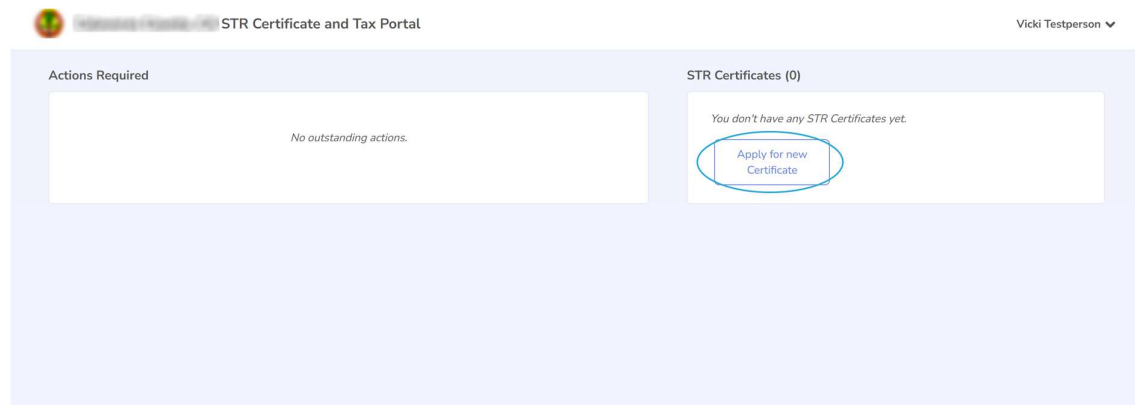 STR Certificate and Tax Portal
Vicki Testperson
Actions Required
No outstanding actions.
STR Certificates (0)
You don't have any STR Certificates yet.
Apply for new
Certificate